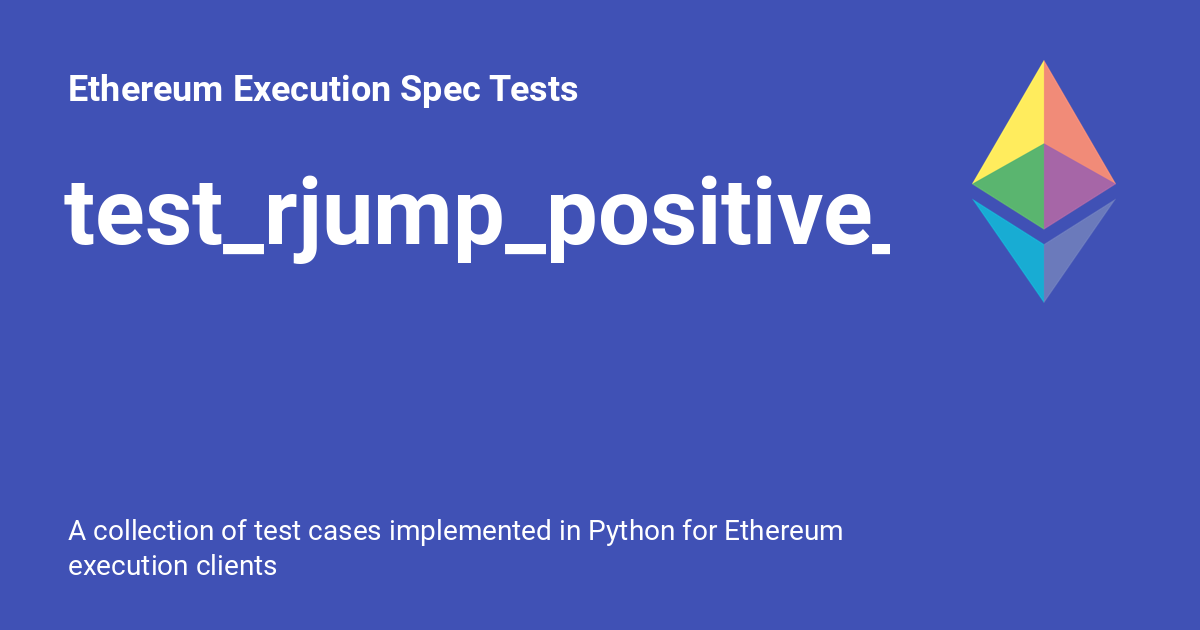 Ethereum Execution Spec Tests
test_rjump_positive_
A collection of test cases implemented in Python for Ethereum
execution clients